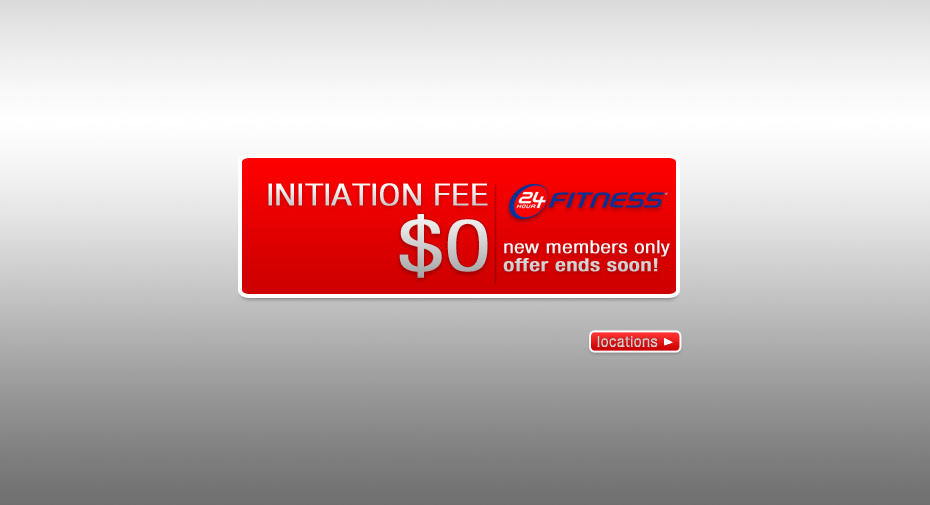 INITIATION FEE
$0
24 HOUR FITNESS
new members only
offer ends soon!
locations